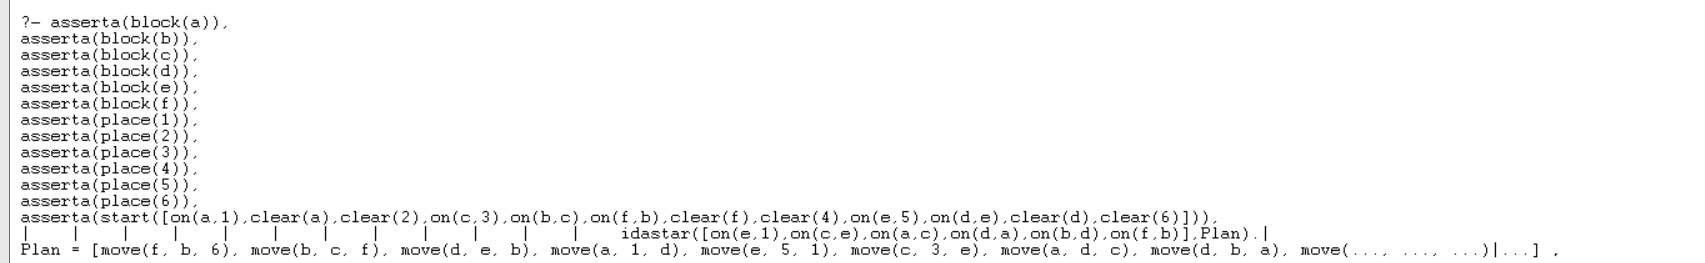 ?- asserta(block(a)),
asserta(block(b)),
asserta(block(c)),
asserta(block(d)),
asserta(block(e)),
asserta(block(f)),
asserta(place(1)),
asserta(place(2)),
asserta(place(3)),
asserta(place(4)),
asserta(place(5)),
asserta(place(6)),
asserta(start([on(a,1),clear(a),clear(2),on(c,3),on(b,c),on(f,b),clear(f),clear(4),on(e,5),on(d,e),clear(d),clear(6)])),
| | | | | | | | | | | | idastar([on(e,1),on(c,e),on(a,c),on(d,a),on(b,d),on(f,b)],Plan).|
Plan = [move(f, b, 6), move(b, c, f), move(d, e, b), move(a, 1, d), move(e, 5, 1), move(c, 3, e), move(a, d, c), move(d, b, a), move(..., ..., ...)|...] ,